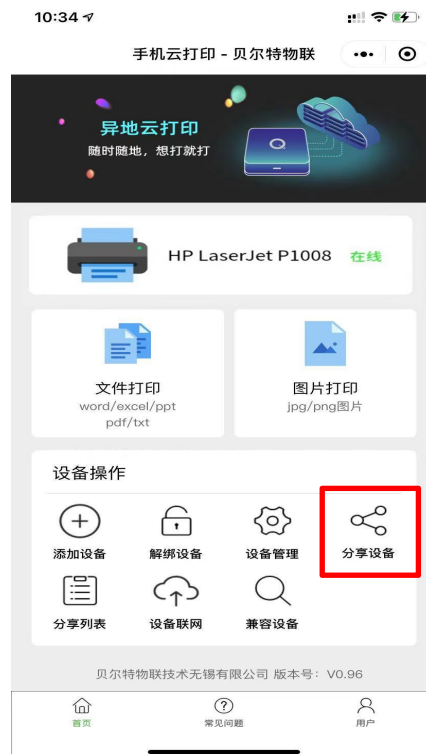 10:34
手机云打印 - 贝尔特物联
异地云打印
随时随地，想打就打
HP LaserJet P1008 在线
文件打印
word/excel/ppt
pdf/txt
图片打印
jpg/png图片
设备操作
添加设备 解绑设备 设备管理 分享设备
分享列表 设备联网 兼容设备
贝尔特物联技术无锡有限公司 版本号： V0.96
首页 常见问题 用户